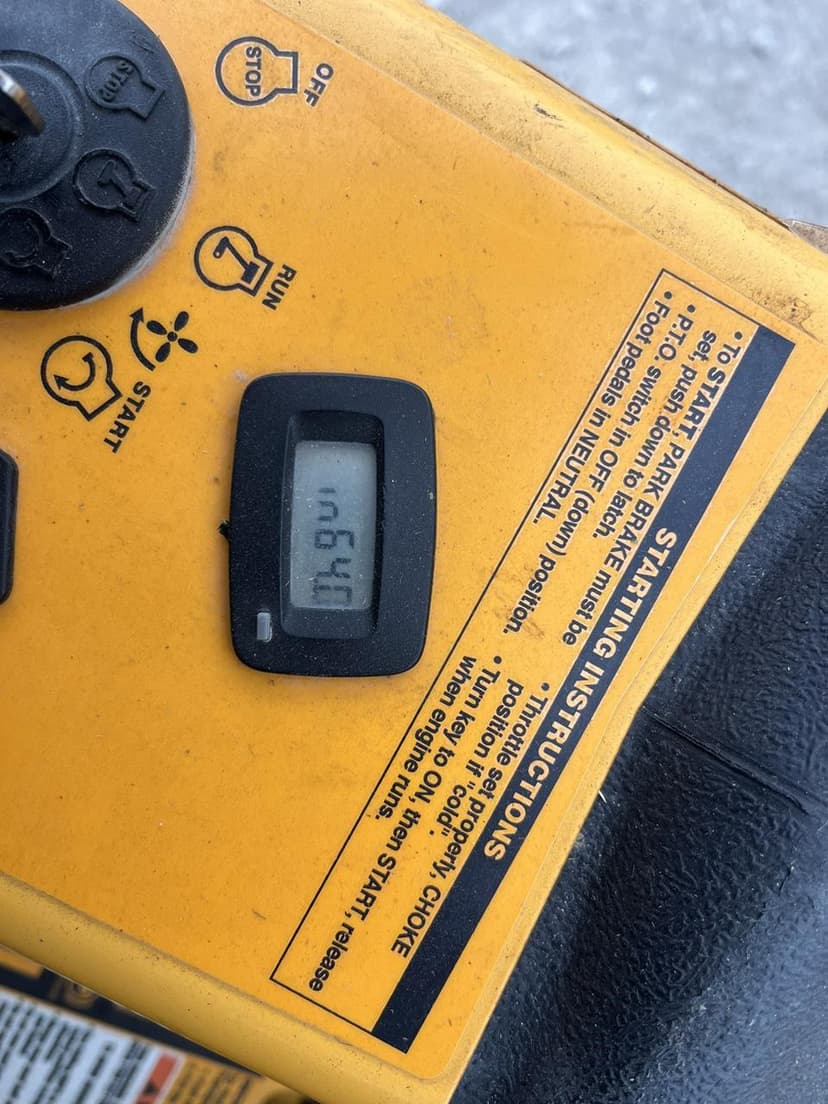 STOP
OFF
STOP
RUN
START
STARTING INSTRUCTIONS
• To START, PARK BRAKE must be
set, push down to latch.
• P.T.O. switch in OFF (down) position.
• Foot pedals in NEUTRAL.
• Throttle set properly, CHOKE
position if "cold".
• Turn key to ON, then START, release
when engine runs.